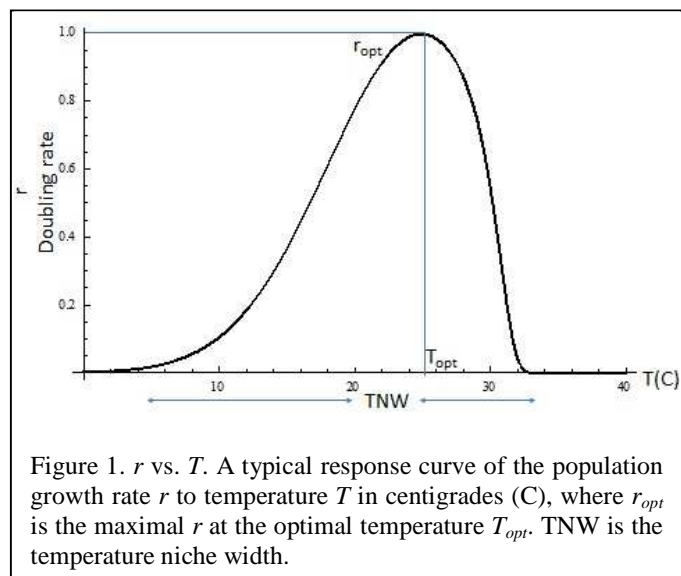 1.0
r_opt
0.8
0.6
r
Doubling rate
0.4
0.2
T_opt
T(C)
10
20
30
40
TNW
Figure 1. r vs. T. A typical response curve of the population
growth rate r to temperature T in centigrades (C), where r_opt
is the maximal r at the optimal temperature T_opt. TNW is the
temperature niche width.